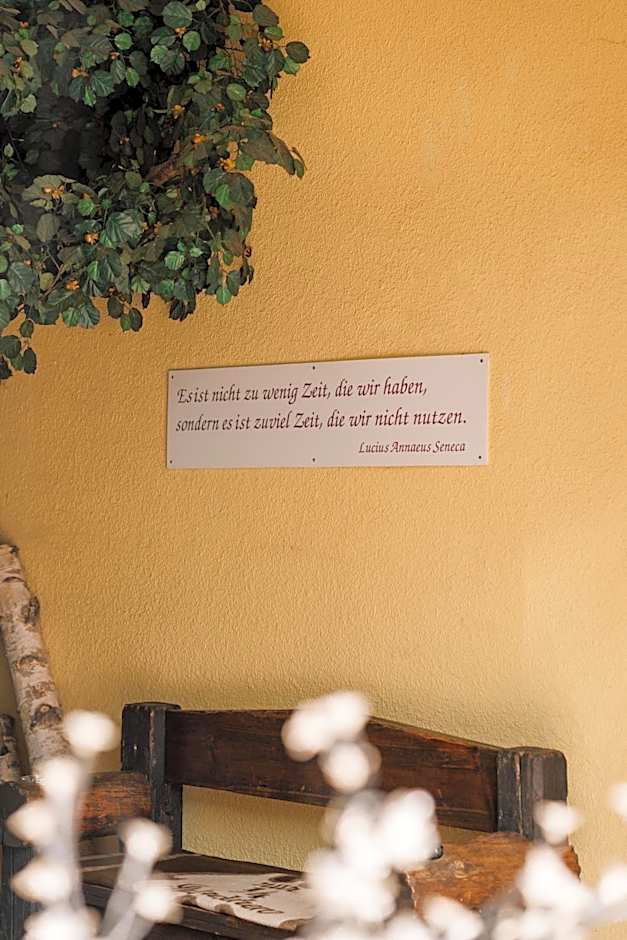 Es ist nicht zu wenig Zeit, die wir haben,
sondern es ist zuviel Zeit, die wir nicht nutzen.
Lucius Annaeus Seneca